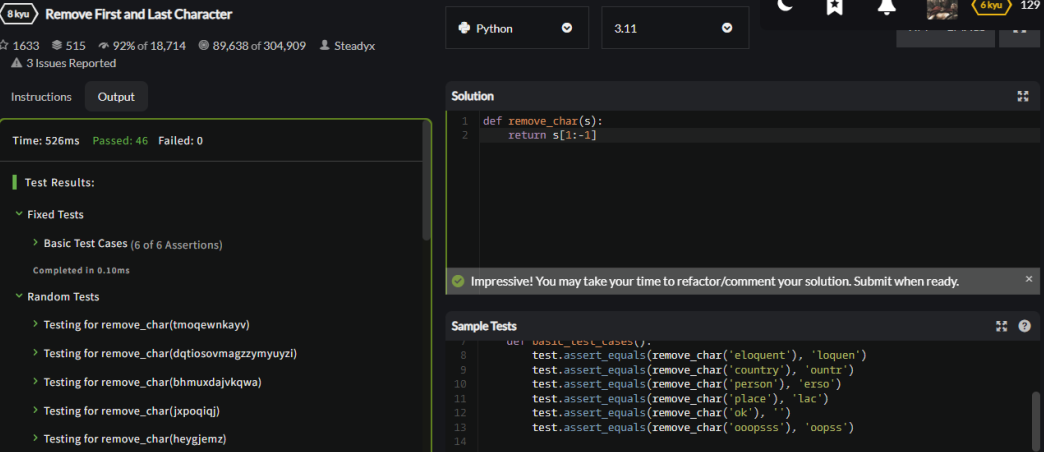 8 kyu Remove First and Last Character
1633 515 92% of 18,714 89,638 of 304,909 Steadyx
3 Issues Reported
Python
3.11
6 kyu 129
Instructions Output
Time: 526ms Passed: 46 Failed: 0
Test Results:
Fixed Tests
Basic Test Cases (6 of 6 Assertions)
Completed in 0.10ms
Random Tests
Testing for remove_char(tmoqewnkayv)
Testing for remove_char(dqtiosovmagzzymyuyzi)
Testing for remove_char(bhmuxdajvkqwa)
Testing for remove_char(jxpoqiqj)
Testing for remove_char(heygjemz)
Solution
1 def remove_char(s):
2 return s[1:-1]
Impressive! You may take your time to refactor/comment your solution. Submit when ready.
Sample Tests
7 def basic_test_cases():
8 test.assert_equals(remove_char('eloquent'), 'loquen')
9 test.assert_equals(remove_char('country'), 'ountr')
10 test.assert_equals(remove_char('person'), 'erso')
11 test.assert_equals(remove_char('place'), 'lac')
12 test.assert_equals(remove_char('ok'), '')
13 test.assert_equals(remove_char('ooopsss'), 'oopss')
14